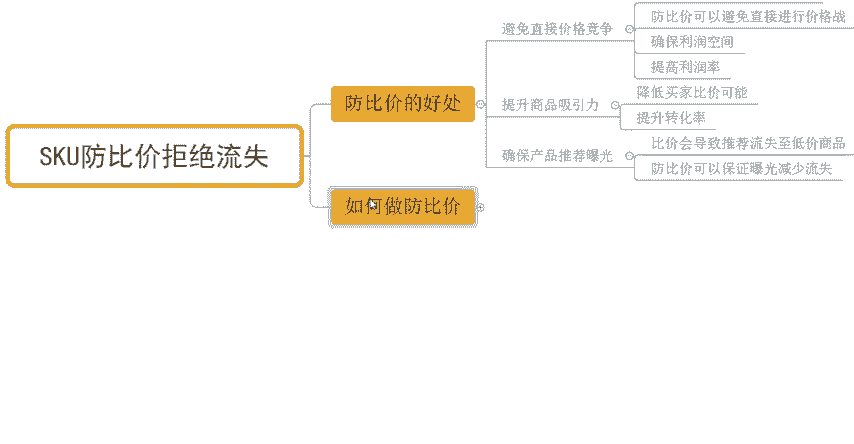 SKU防比价拒绝流失
防比价的好处
避免直接价格竞争
防比价可以避免直接进行价格战
确保利润空间
提高利润率
提升商品吸引力
降低买家比价可能
提升转化率
确保产品推荐曝光
比价会导致推荐流失至低价商品
防比价可以保证曝光减少流失
如何做防比价